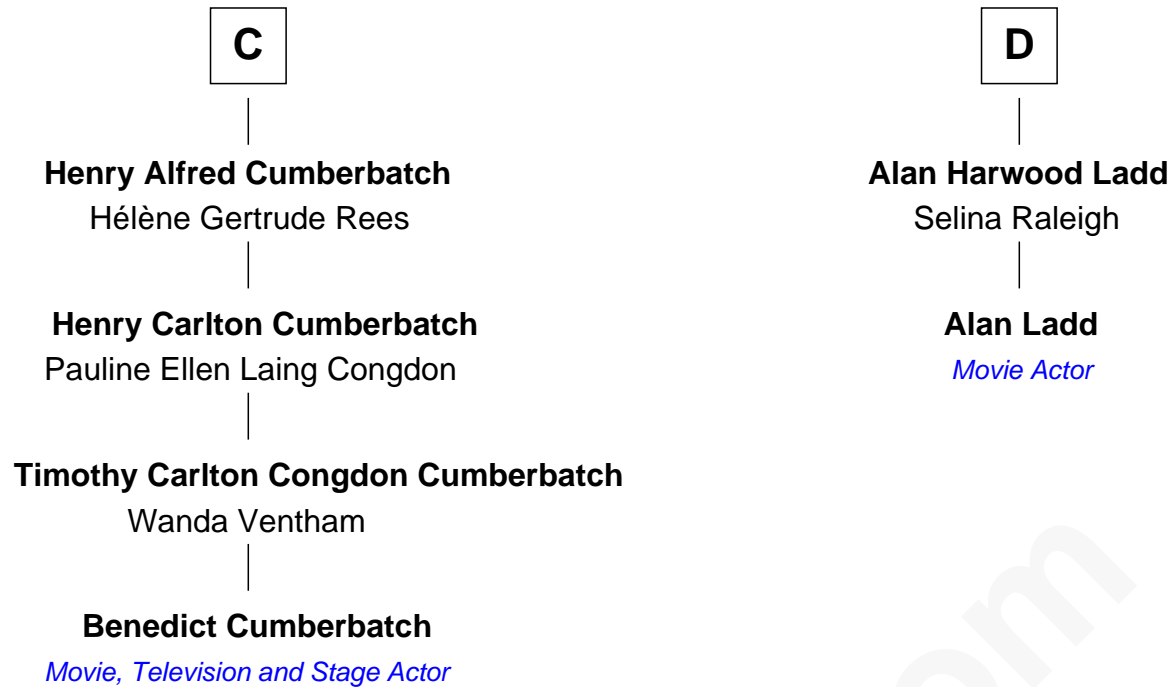 C
Henry Alfred Cumberbatch
Hélène Gertrude Rees
Henry Carlton Cumberbatch
Pauline Ellen Laing Congdon
Timothy Carlton Congdon Cumberbatch
Wanda Ventham
Benedict Cumberbatch
Movie, Television and Stage Actor
D
Alan Harwood Ladd
Selina Raleigh
Alan Ladd
Movie Actor
om